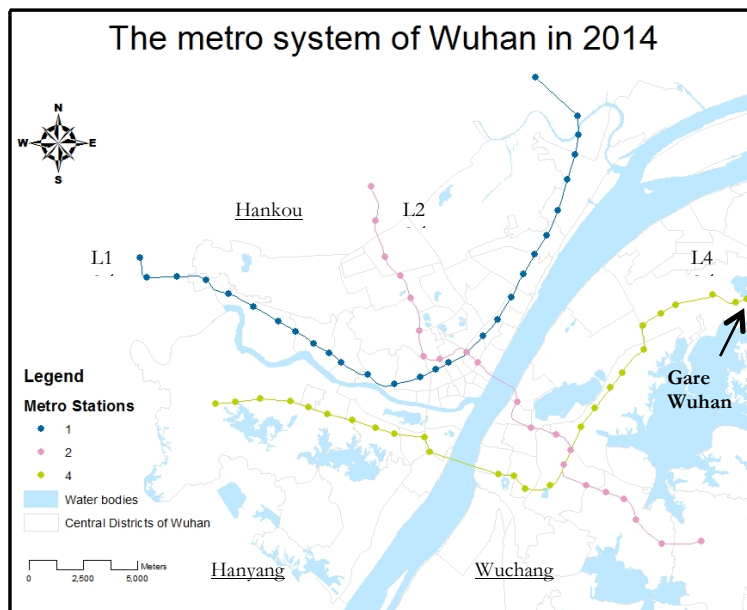 The metro system of Wuhan in 2014
N
W E
S
Hankou
L2
L1
L4
Gare
Wuhan
Legend
Metro Stations
1
2
4
Water bodies
Central Districts of Wuhan
Meters
0 2,500 5,000
Hanyang
Wuchang